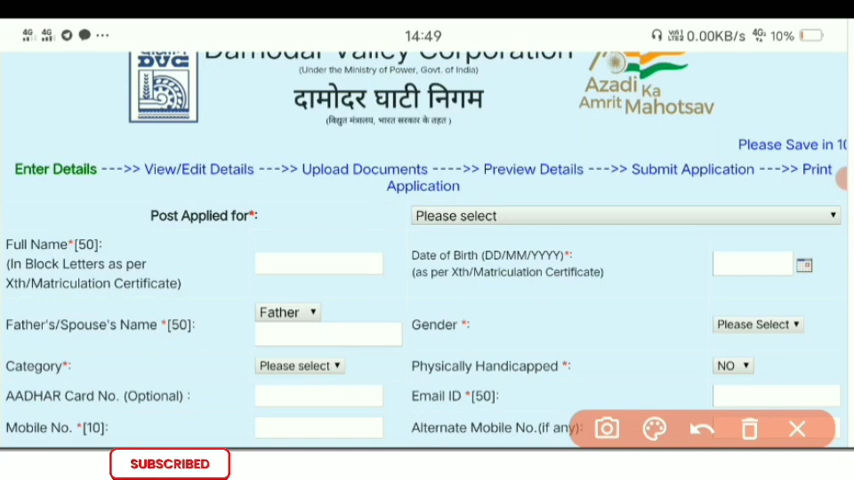 4G 4G ... 14:49 0.00KB/s 4G 10%
DVC
Damodar Valley Corporation
(Under the Ministry of Power, Govt. of India)
दामोदर घाटी निगम
(विद्युत मंत्रालय, भारत सरकार के तहत )
Azadi Ka
Amrit Mahotsav
Please Save in 10
Enter Details --->> View/Edit Details --->> Upload Documents ---->> Preview Details --->> Submit Application --->> Print
Application
Post Applied for*: Please select
Full Name*[50]:
(In Block Letters as per
Xth/Matriculation Certificate)
Date of Birth (DD/MM/YYYY)*:
(as per Xth/Matriculation Certificate)
Father's/Spouse's Name *[50]: Father
Gender *: Please Select
Category*: Please select
Physically Handicapped *: NO
AADHAR Card No. (Optional) :
Email ID *[50]:
Mobile No. *[10]:
Alternate Mobile No.(if any):
SUBSCRIBED